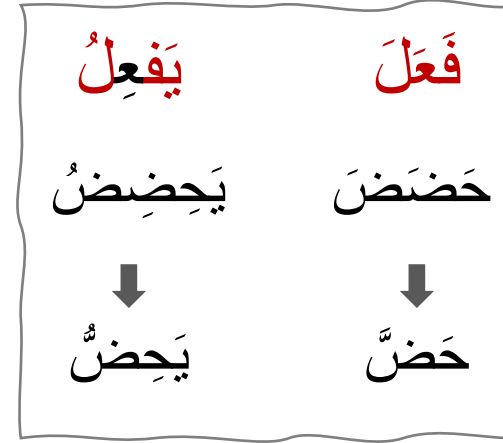 فَعَلَ يَفعِلُ
حَضَضَ يَحِضِضُ
حَضَّ يَحِضُّ